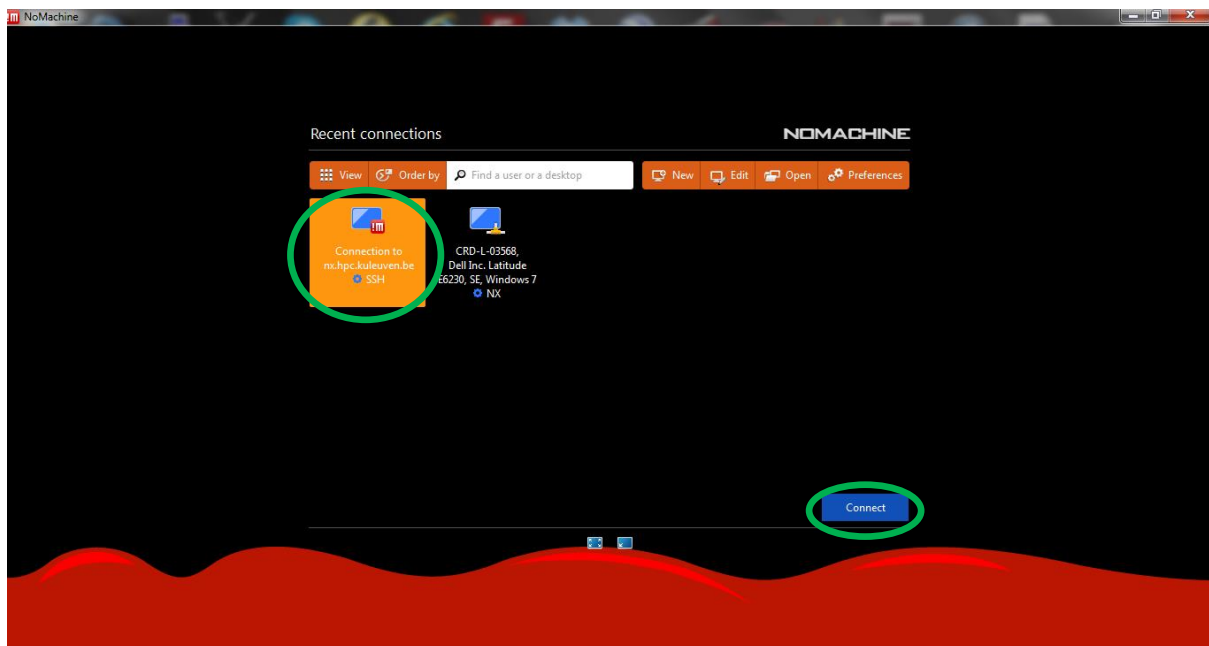 NoMachine
Recent connections
NOMACHINE
View
Order by
Find a user or a desktop
New
Edit
Open
Preferences
Connection to
nx.hpc.kuleuven.be
SSH
CRD-L-03568,
Dell Inc. Latitude
E6230, SE, Windows 7
NX
Connect